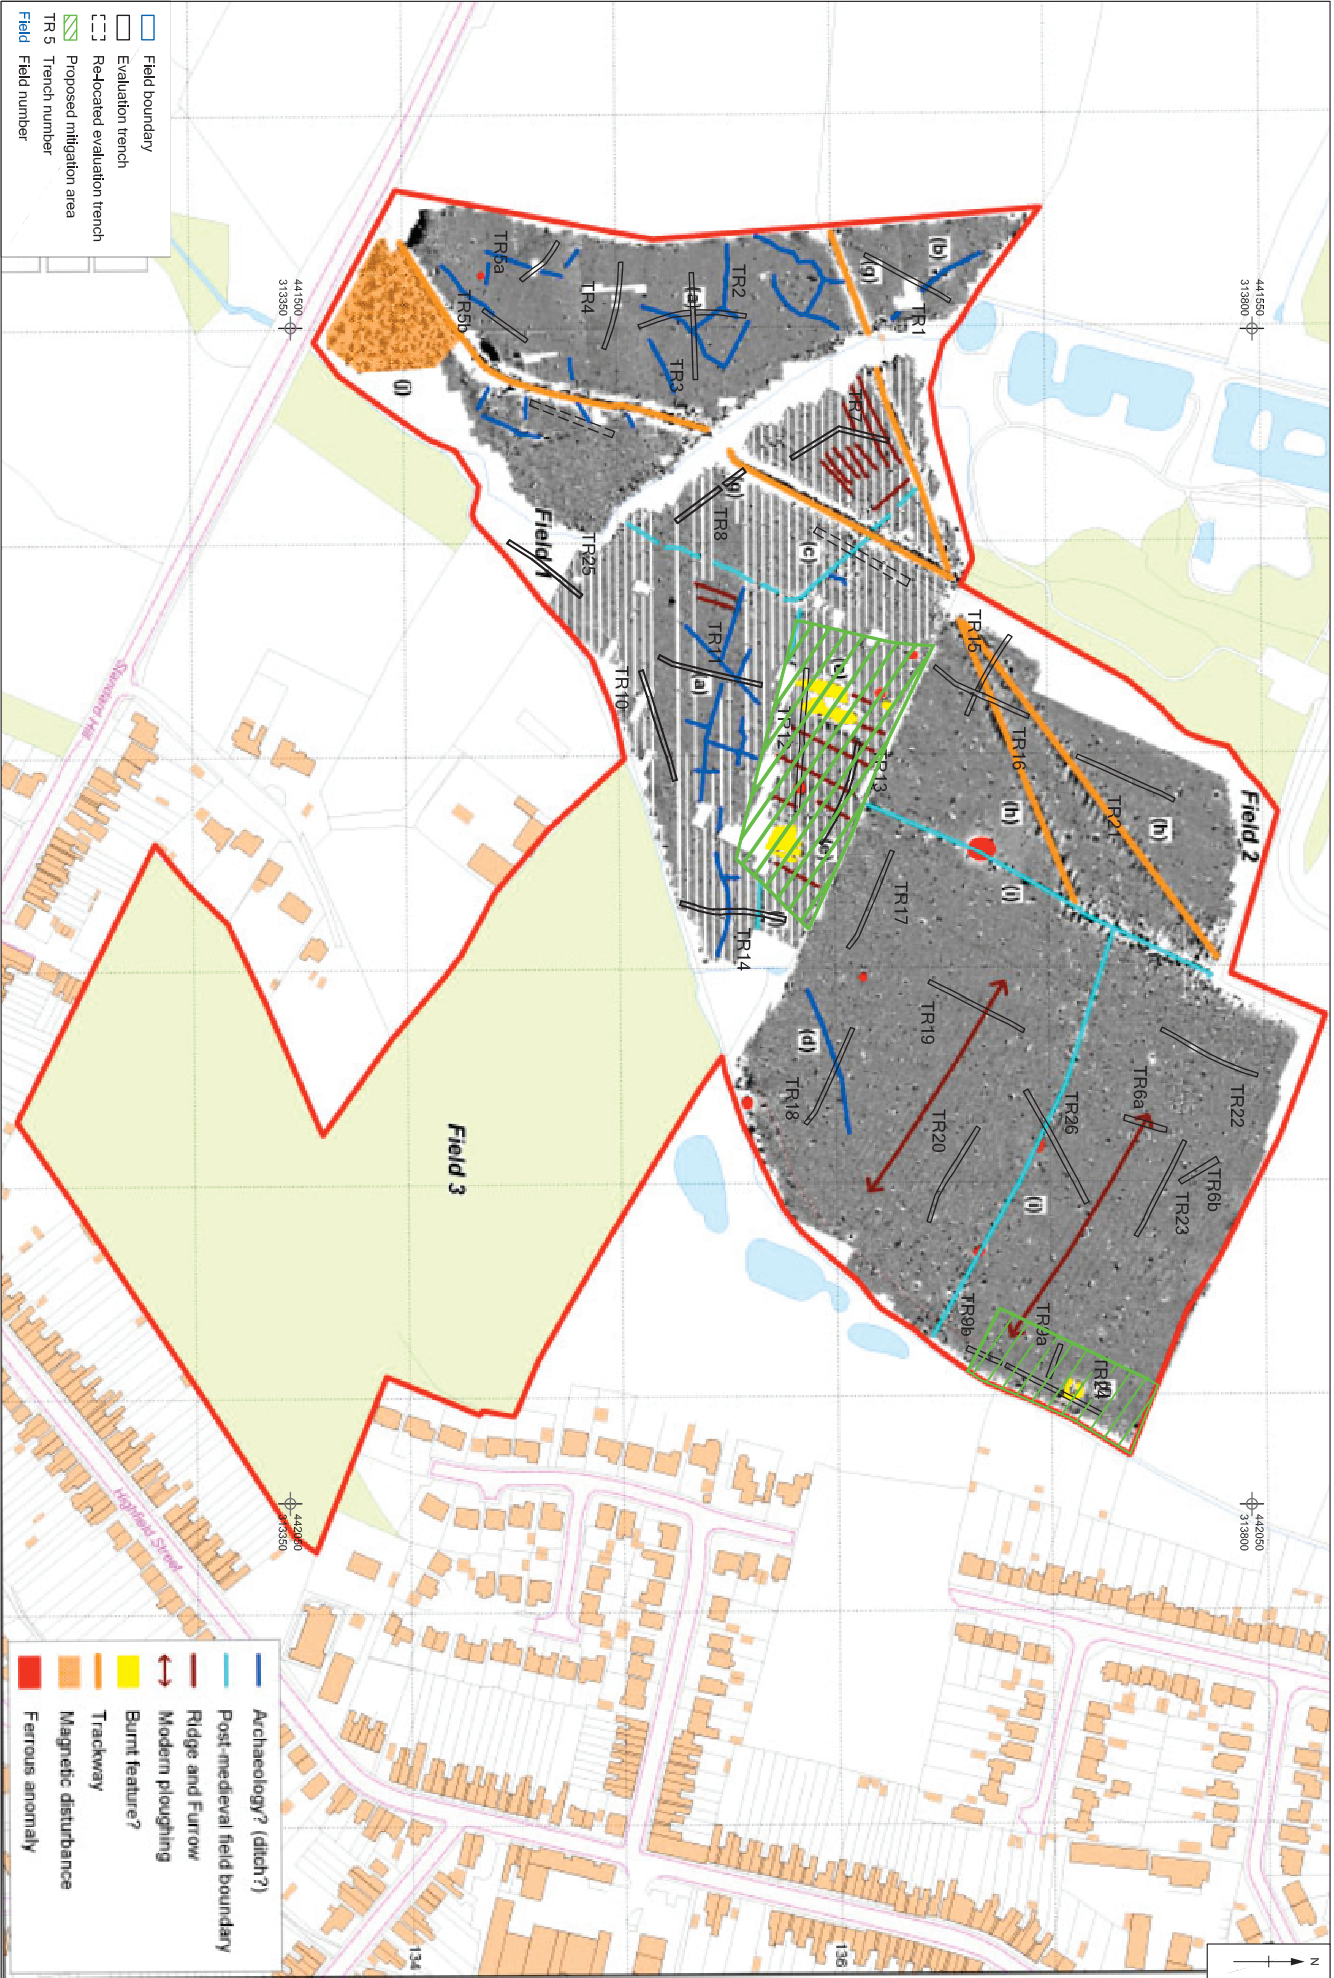 N
441550
313800
442050
313800
441500
313350
442050
313350
Field 1
Field 2
Field 3
TR1
TR2
TR3
TR4
TR5a
TR5b
TR7
TR8
TR25
TR10
TR11
TR12
TR13
TR14
TR15
TR16
TR21
TR17
TR18
TR19
TR20
TR26
TR22
TR6a
TR6b
TR23
TR9a
TR9b
TR24
(a)
(b)
(g)
(g)
(c)
(a)
(e)
(h)
(h)
(i)
(i)
(d)
(j)
Highfield Street
134
136
Field boundary
Evaluation trench
Re-located evaluation trench
Proposed mitigation area
TR 5 Trench number
Field Field number
Archaeology? (ditch?)
Post-medieval field boundary
Ridge and Furrow
Modern ploughing
Burnt feature?
Trackway
Magnetic disturbance
Ferrous anomaly